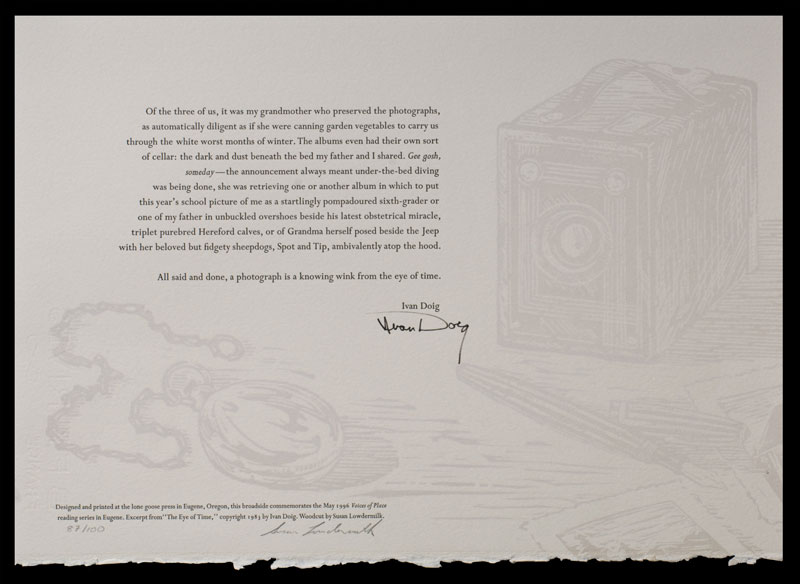 Of the three of us, it was my grandmother who preserved the photographs,
as automatically diligent as if she were canning garden vegetables to carry us
through the white worst months of winter. The albums even had their own sort
of cellar: the dark and dust beneath the bed my father and I shared. Gee gosh,
someday—the announcement always meant under-the-bed diving
was being done, she was retrieving one or another album in which to put
this year's school picture of me as a startlingly pompadoured sixth-grader or
one of my father in unbuckled overshoes beside his latest obstetrical miracle,
triplet purebred Hereford calves, or of Grandma herself posed beside the Jeep
with her beloved but fidgety sheepdogs, Spot and Tip, ambivalently atop the hood.
All said and done, a photograph is a knowing wink from the eye of time.
Ivan Doig
Ivan Doig
Designed and printed at the lone goose press in Eugene, Oregon, this broadside commemorates the May 1996 Voices of Place
reading series in Eugene. Excerpt from "The Eye of Time," copyright 1983 by Ivan Doig. Woodcut by Susan Lowdermilk.
87/100
Susan Lowdermilk